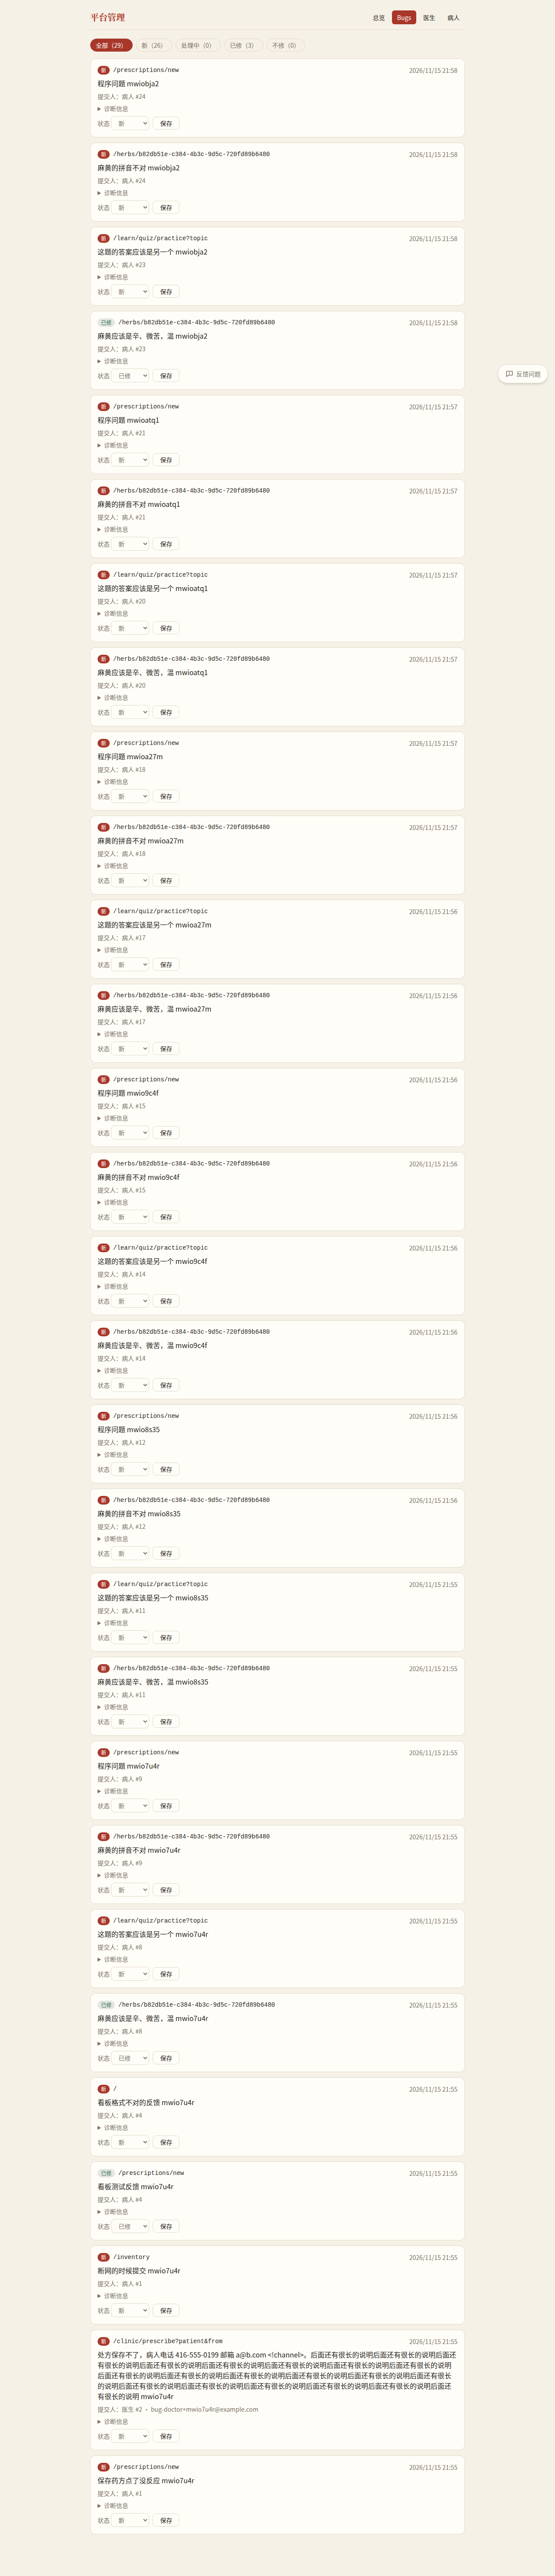 平台管理
总览 Bugs 医生 病人
全部（29） 新（26） 处理中（0） 已修（3） 不修（0）
新 /prescriptions/new 2026/11/15 21:58
程序问题 mwiobja2
提交人：病人 #24
▶ 诊断信息
状态 新 保存
新 /herbs/b82db51e-c384-4b3c-9d5c-720fd89b6480 2026/11/15 21:58
麻黄的拼音不对 mwiobja2
提交人：病人 #24
▶ 诊断信息
状态 新 保存
新 /learn/quiz/practice?topic 2026/11/15 21:58
这题的答案应该是另一个 mwiobja2
提交人：病人 #23
▶ 诊断信息
状态 新 保存
已修 /herbs/b82db51e-c384-4b3c-9d5c-720fd89b6480 2026/11/15 21:58
麻黄应该是辛、微苦，温 mwiobja2
提交人：病人 #23
▶ 诊断信息
状态 已修 保存
反馈问题
新 /prescriptions/new 2026/11/15 21:57
程序问题 mwioatq1
提交人：病人 #21
▶ 诊断信息
状态 新 保存
新 /herbs/b82db51e-c384-4b3c-9d5c-720fd89b6480 2026/11/15 21:57
麻黄的拼音不对 mwioatq1
提交人：病人 #21
▶ 诊断信息
状态 新 保存
新 /learn/quiz/practice?topic 2026/11/15 21:57
这题的答案应该是另一个 mwioatq1
提交人：病人 #20
▶ 诊断信息
状态 新 保存
新 /herbs/b82db51e-c384-4b3c-9d5c-720fd89b6480 2026/11/15 21:57
麻黄应该是辛、微苦，温 mwioatq1
提交人：病人 #20
▶ 诊断信息
状态 新 保存
新 /prescriptions/new 2026/11/15 21:57
程序问题 mwioa27m
提交人：病人 #18
▶ 诊断信息
状态 新 保存
新 /herbs/b82db51e-c384-4b3c-9d5c-720fd89b6480 2026/11/15 21:57
麻黄的拼音不对 mwioa27m
提交人：病人 #18
▶ 诊断信息
状态 新 保存
新 /learn/quiz/practice?topic 2026/11/15 21:56
这题的答案应该是另一个 mwioa27m
提交人：病人 #17
▶ 诊断信息
状态 新 保存
新 /herbs/b82db51e-c384-4b3c-9d5c-720fd89b6480 2026/11/15 21:56
麻黄应该是辛、微苦，温 mwioa27m
提交人：病人 #17
▶ 诊断信息
状态 新 保存
新 /prescriptions/new 2026/11/15 21:56
程序问题 mwio9c4f
提交人：病人 #15
▶ 诊断信息
状态 新 保存
新 /herbs/b82db51e-c384-4b3c-9d5c-720fd89b6480 2026/11/15 21:56
麻黄的拼音不对 mwio9c4f
提交人：病人 #15
▶ 诊断信息
状态 新 保存
新 /learn/quiz/practice?topic 2026/11/15 21:56
这题的答案应该是另一个 mwio9c4f
提交人：病人 #14
▶ 诊断信息
状态 新 保存
新 /herbs/b82db51e-c384-4b3c-9d5c-720fd89b6480 2026/11/15 21:56
麻黄应该是辛、微苦，温 mwio9c4f
提交人：病人 #14
▶ 诊断信息
状态 新 保存
新 /prescriptions/new 2026/11/15 21:56
程序问题 mwio8s35
提交人：病人 #12
▶ 诊断信息
状态 新 保存
新 /herbs/b82db51e-c384-4b3c-9d5c-720fd89b6480 2026/11/15 21:56
麻黄的拼音不对 mwio8s35
提交人：病人 #12
▶ 诊断信息
状态 新 保存
新 /learn/quiz/practice?topic 2026/11/15 21:55
这题的答案应该是另一个 mwio8s35
提交人：病人 #11
▶ 诊断信息
状态 新 保存
新 /herbs/b82db51e-c384-4b3c-9d5c-720fd89b6480 2026/11/15 21:55
麻黄应该是辛、微苦，温 mwio8s35
提交人：病人 #11
▶ 诊断信息
状态 新 保存
新 /prescriptions/new 2026/11/15 21:55
程序问题 mwio7u4r
提交人：病人 #9
▶ 诊断信息
状态 新 保存
新 /herbs/b82db51e-c384-4b3c-9d5c-720fd89b6480 2026/11/15 21:55
麻黄的拼音不对 mwio7u4r
提交人：病人 #9
▶ 诊断信息
状态 新 保存
新 /learn/quiz/practice?topic 2026/11/15 21:55
这题的答案应该是另一个 mwio7u4r
提交人：病人 #8
▶ 诊断信息
状态 新 保存
已修 /herbs/b82db51e-c384-4b3c-9d5c-720fd89b6480 2026/11/15 21:55
麻黄应该是辛、微苦，温 mwio7u4r
提交人：病人 #8
▶ 诊断信息
状态 已修 保存
新 / 2026/11/15 21:55
看板格式不对的反馈 mwio7u4r
提交人：病人 #4
▶ 诊断信息
状态 新 保存
已修 /prescriptions/new 2026/11/15 21:55
看板测试反馈 mwio7u4r
提交人：病人 #4
▶ 诊断信息
状态 已修 保存
新 /inventory 2026/11/15 21:55
断网的时候提交 mwio7u4r
提交人：病人 #1
▶ 诊断信息
状态 新 保存
新 /clinic/prescribe?patient&from 2026/11/15 21:55
处方保存不了，病人电话 416-555-0199 邮箱 a@b.com <!channel>。后面还有很长的说明后面还有很长的说明后面还
有很长的说明后面还有很长的说明后面还有很长的说明后面还有很长的说明后面还有很长的说明后面还有很长的说明
后面还有很长的说明后面还有很长的说明后面还有很长的说明后面还有很长的说明后面还有很长的说明后面还有很长
的说明后面还有很长的说明后面还有很长的说明后面还有很长的说明后面还有很长的说明后面还有很长的说明后面还
有很长的说明 mwio7u4r
提交人：医生 #2 · bug-doctor+mwio7u4r@example.com
▶ 诊断信息
状态 新 保存
新 /prescriptions/new 2026/11/15 21:55
保存药方点了没反应 mwio7u4r
提交人：病人 #1
▶ 诊断信息
状态 新 保存